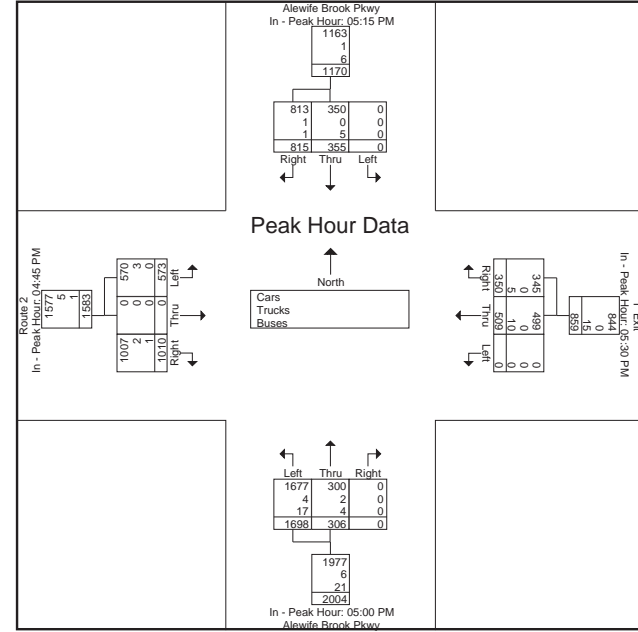 Alewife Brook Pkwy
In - Peak Hour: 05:15 PM
1163
1
6
1170
813 350 0
1 0 0
1 5 0
815 355 0
Right Thru Left
Peak Hour Data
North
Cars
Trucks
Buses
Route 2
In - Peak Hour: 04:45 PM
1577
5
1
1583
570 3 0 573
Left
0 0 0 0
Thru
1007 2 1 1010
Right
Exit
In - Peak Hour: 05:30 PM
844
0
15
859
345 0 5 350
Right
499 0 10 509
Thru
0 0 0 0
Left
Left Thru Right
1677 300 0
4 2 0
17 4 0
1698 306 0
1977
6
21
2004
In - Peak Hour: 05:00 PM
Alewife Brook Pkwy